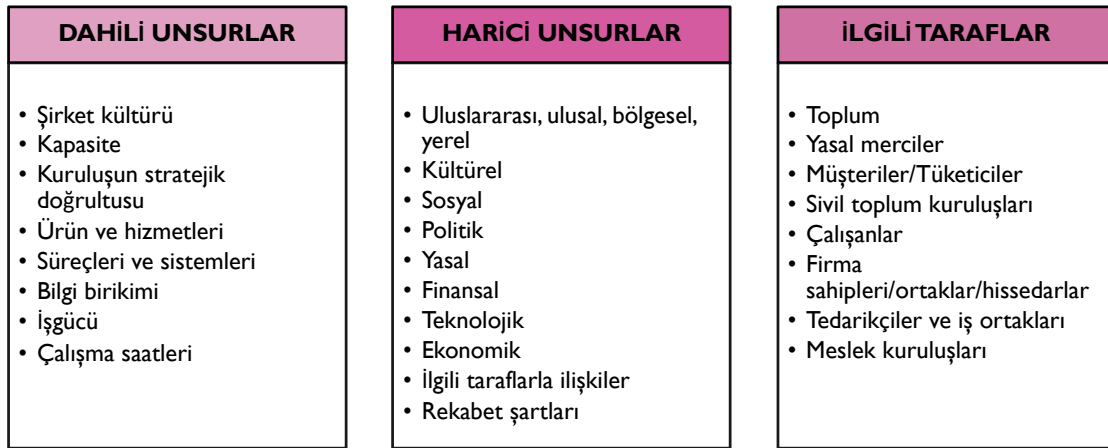 DAHİLİ UNSURLAR
• Şirket kültürü
• Kapasite
• Kuruluşun stratejik
doğrultusu
• Ürün ve hizmetleri
• Süreçleri ve sistemleri
• Bilgi birikimi
• İşgücü
• Çalışma saatleri
HARİCİ UNSURLAR
• Uluslararası, ulusal, bölgesel,
yerel
• Kültürel
• Sosyal
• Politik
• Yasal
• Finansal
• Teknolojik
• Ekonomik
• İlgili taraflarla ilişkiler
• Rekabet şartları
İLGİLİ TARAFLAR
• Toplum
• Yasal merciler
• Müşteriler/Tüketiciler
• Sivil toplum kuruluşları
• Çalışanlar
• Firma
sahipleri/ortaklar/hissedarlar
• Tedarikçiler ve iş ortakları
• Meslek kuruluşları